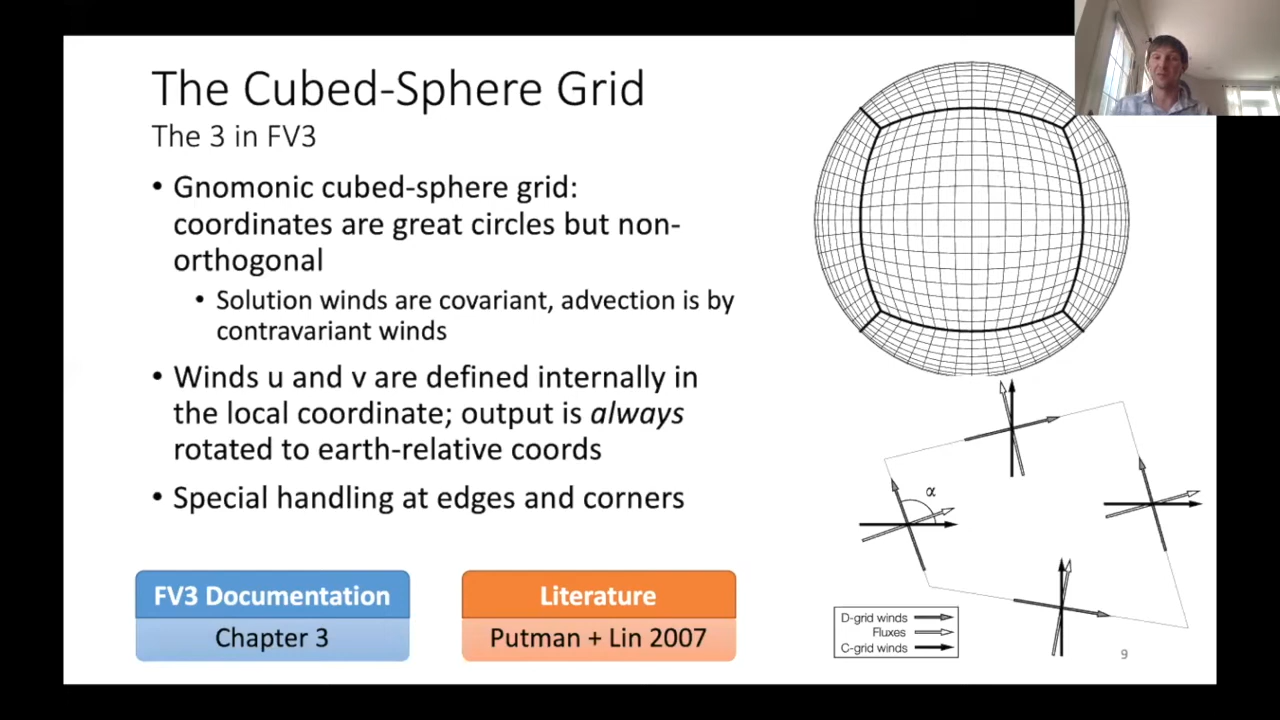 The Cubed-Sphere Grid
The 3 in FV3
• Gnomonic cubed-sphere grid:
coordinates are great circles but non-
orthogonal
• Solution winds are covariant, advection is by
contravariant winds
• Winds u and v are defined internally in
the local coordinate; output is always
rotated to earth-relative coords
• Special handling at edges and corners
FV3 Documentation
Chapter 3
Literature
Putman + Lin 2007
α
D-grid winds
Fluxes
C-grid winds
9